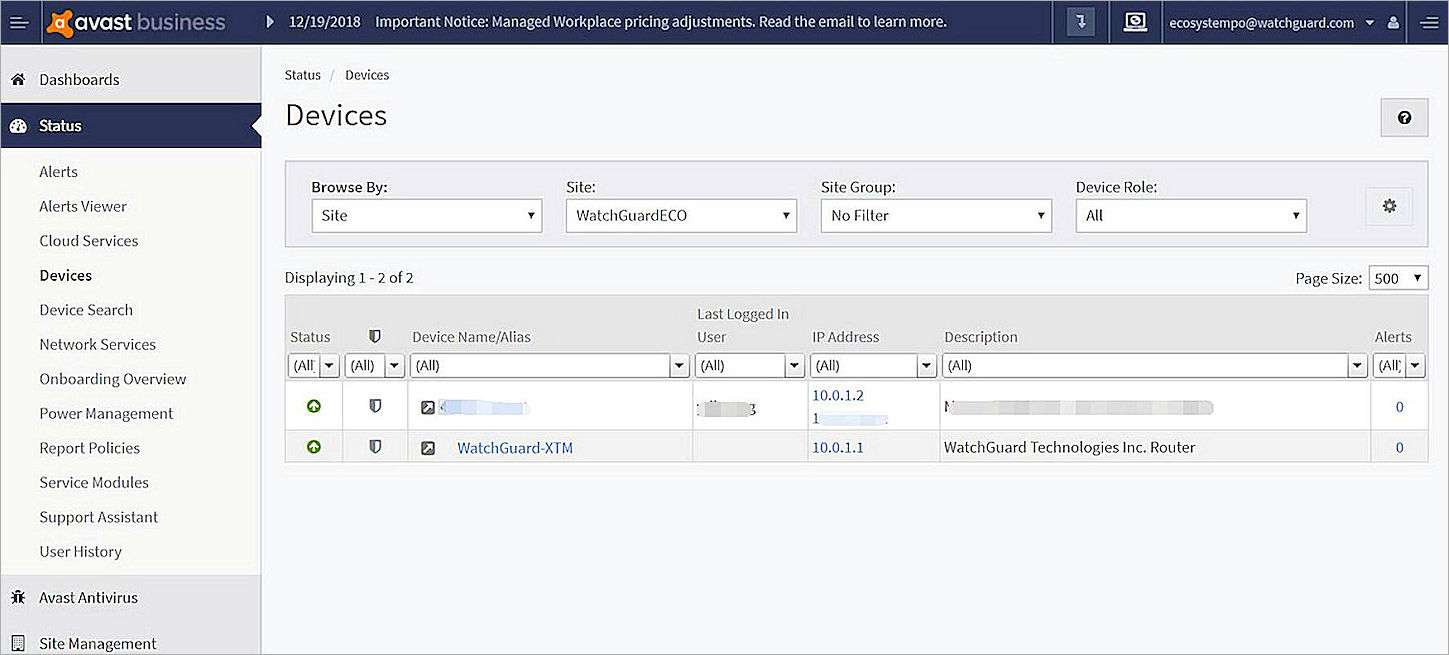 avast business
12/19/2018 Important Notice: Managed Workplace pricing adjustments. Read the email to learn more.
ecosystempo@watchguard.com
Dashboards
Status
Alerts
Alerts Viewer
Cloud Services
Devices
Device Search
Network Services
Onboarding Overview
Power Management
Report Policies
Service Modules
Support Assistant
User History
Avast Antivirus
Site Management
Status / Devices
Devices
?
Browse By: Site: Site Group: Device Role:
Site WatchGuardECO No Filter All
Displaying 1 - 2 of 2
Page Size: 500
Last Logged In
Status Device Name/Alias User IP Address Description Alerts
(All (All) (All) (All) (All) (All) (All)
10.0.1.2
0
WatchGuard-XTM 10.0.1.1 WatchGuard Technologies Inc. Router 0